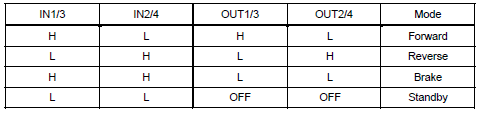 IN1/3 IN2/4 OUT1/3 OUT2/4 Mode
H L H L Forward
L H L H Reverse
H H L L Brake
L L OFF OFF Standby